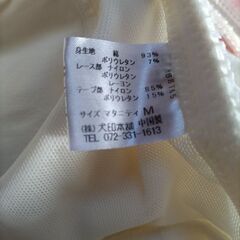 身生地 綿 93%
ポリウレタン 7%
レース部 ナイロン
ポリウレタン
レーヨン
テープ部 ナイロン 85%
ポリウレタン 15%
サイズ マタニティ M
(株)犬印本部 中国製
TEL 072-331-1613